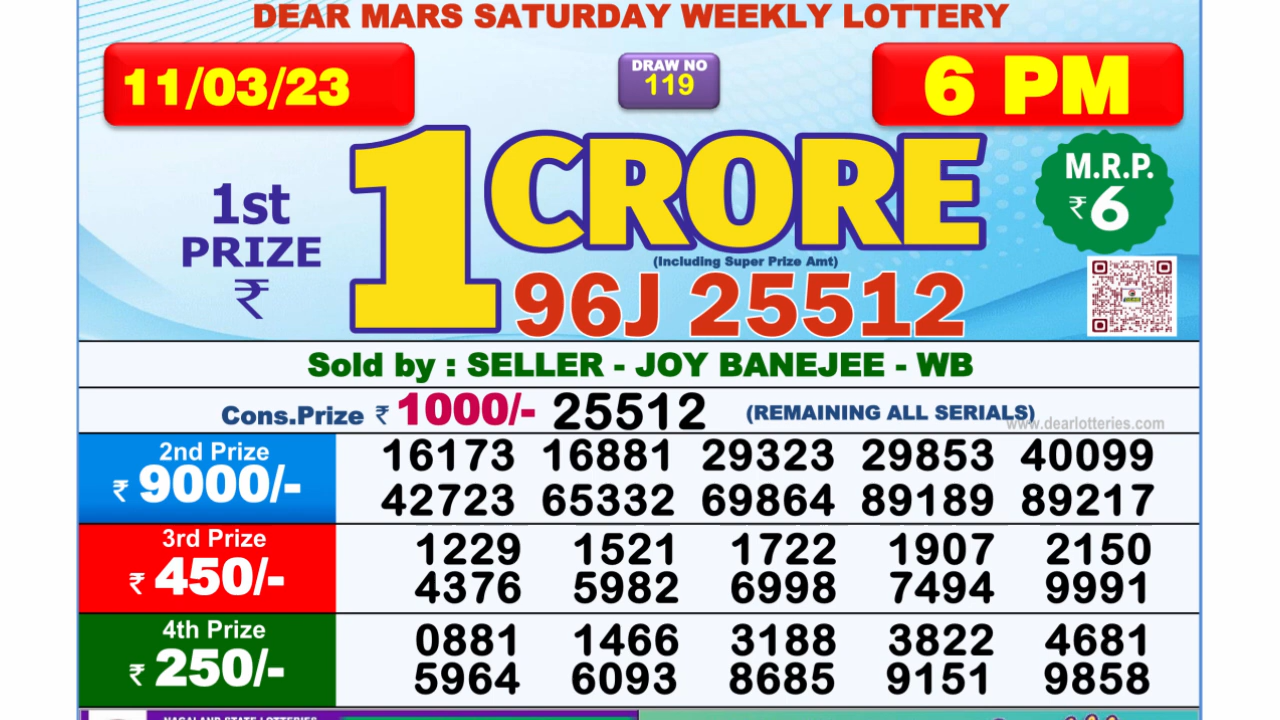 DEAR MARS SATURDAY WEEKLY LOTTERY
11/03/23
DRAW NO
119
6 PM
1st
PRIZE
₹
1 CRORE
(Including Super Prize Amt)
M.R.P.
₹ 6
96J 25512
Sold by : SELLER - JOY BANEJEE - WB
Cons.Prize ₹ 1000/- 25512 (REMAINING ALL SERIALS)
www.dearlotteries.com
2nd Prize
₹ 9000/-
16173 16881 29323 29853 40099
42723 65332 69864 89189 89217
3rd Prize
₹ 450/-
1229 1521 1722 1907 2150
4376 5982 6998 7494 9991
4th Prize
₹ 250/-
0881 1466 3188 3822 4681
5964 6093 8685 9151 9858
NAGALAND STATE LOTTERIES